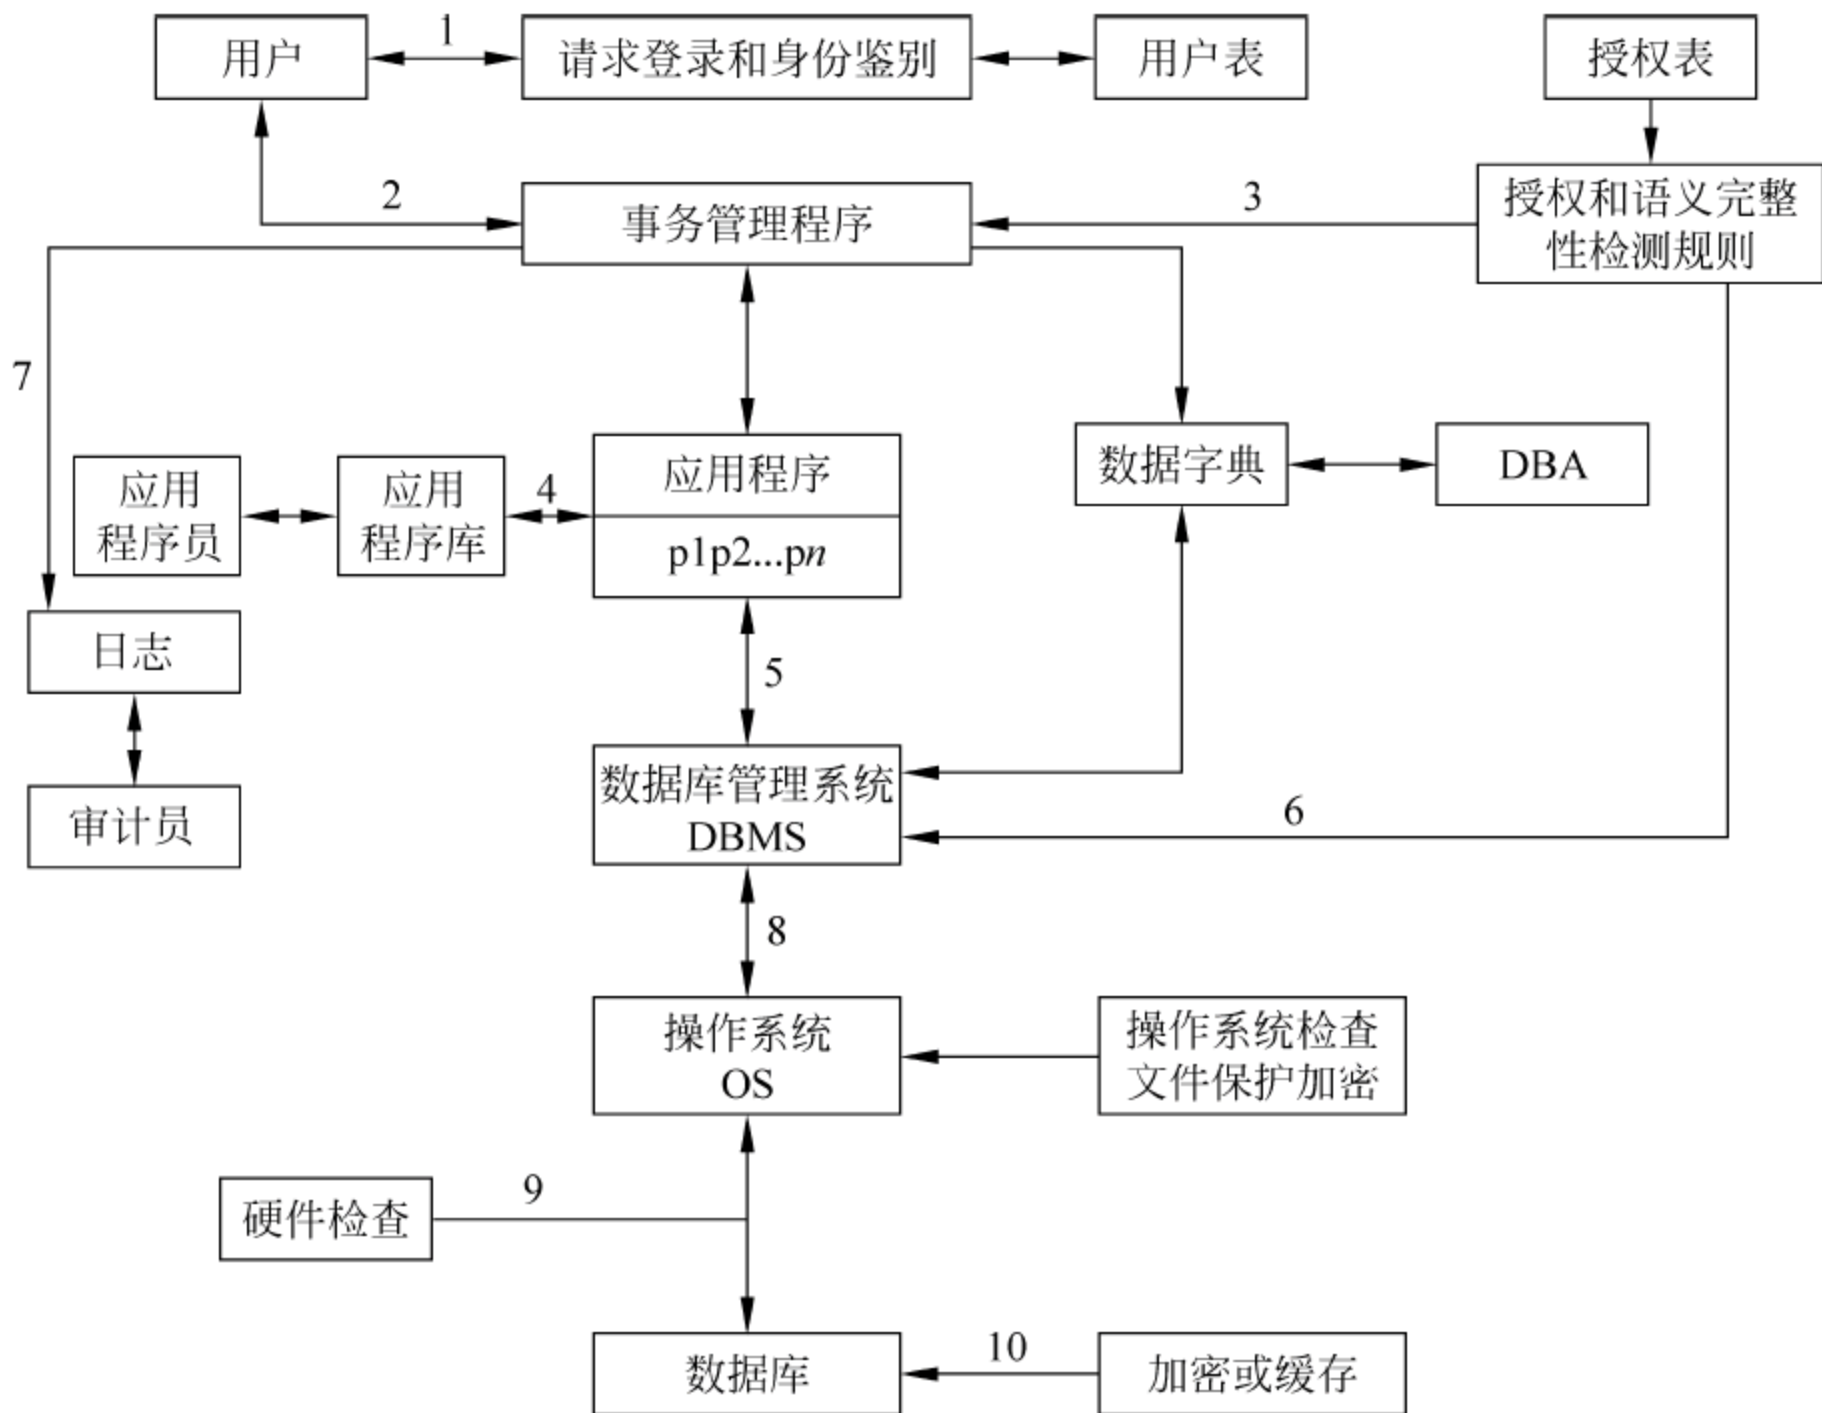 用户
1
请求登录和身份鉴别
用户表
授权表
2
事务管理程序
3
授权和语义完整
性检测规则
7
应用
程序员
应用
程序库
4
应用程序
p1p2...pn
数据字典
DBA
日志
5
审计员
数据库管理系统
DBMS
6
8
操作系统
OS
操作系统检查
文件保护加密
硬件检查
9
数据库
10
加密或缓存